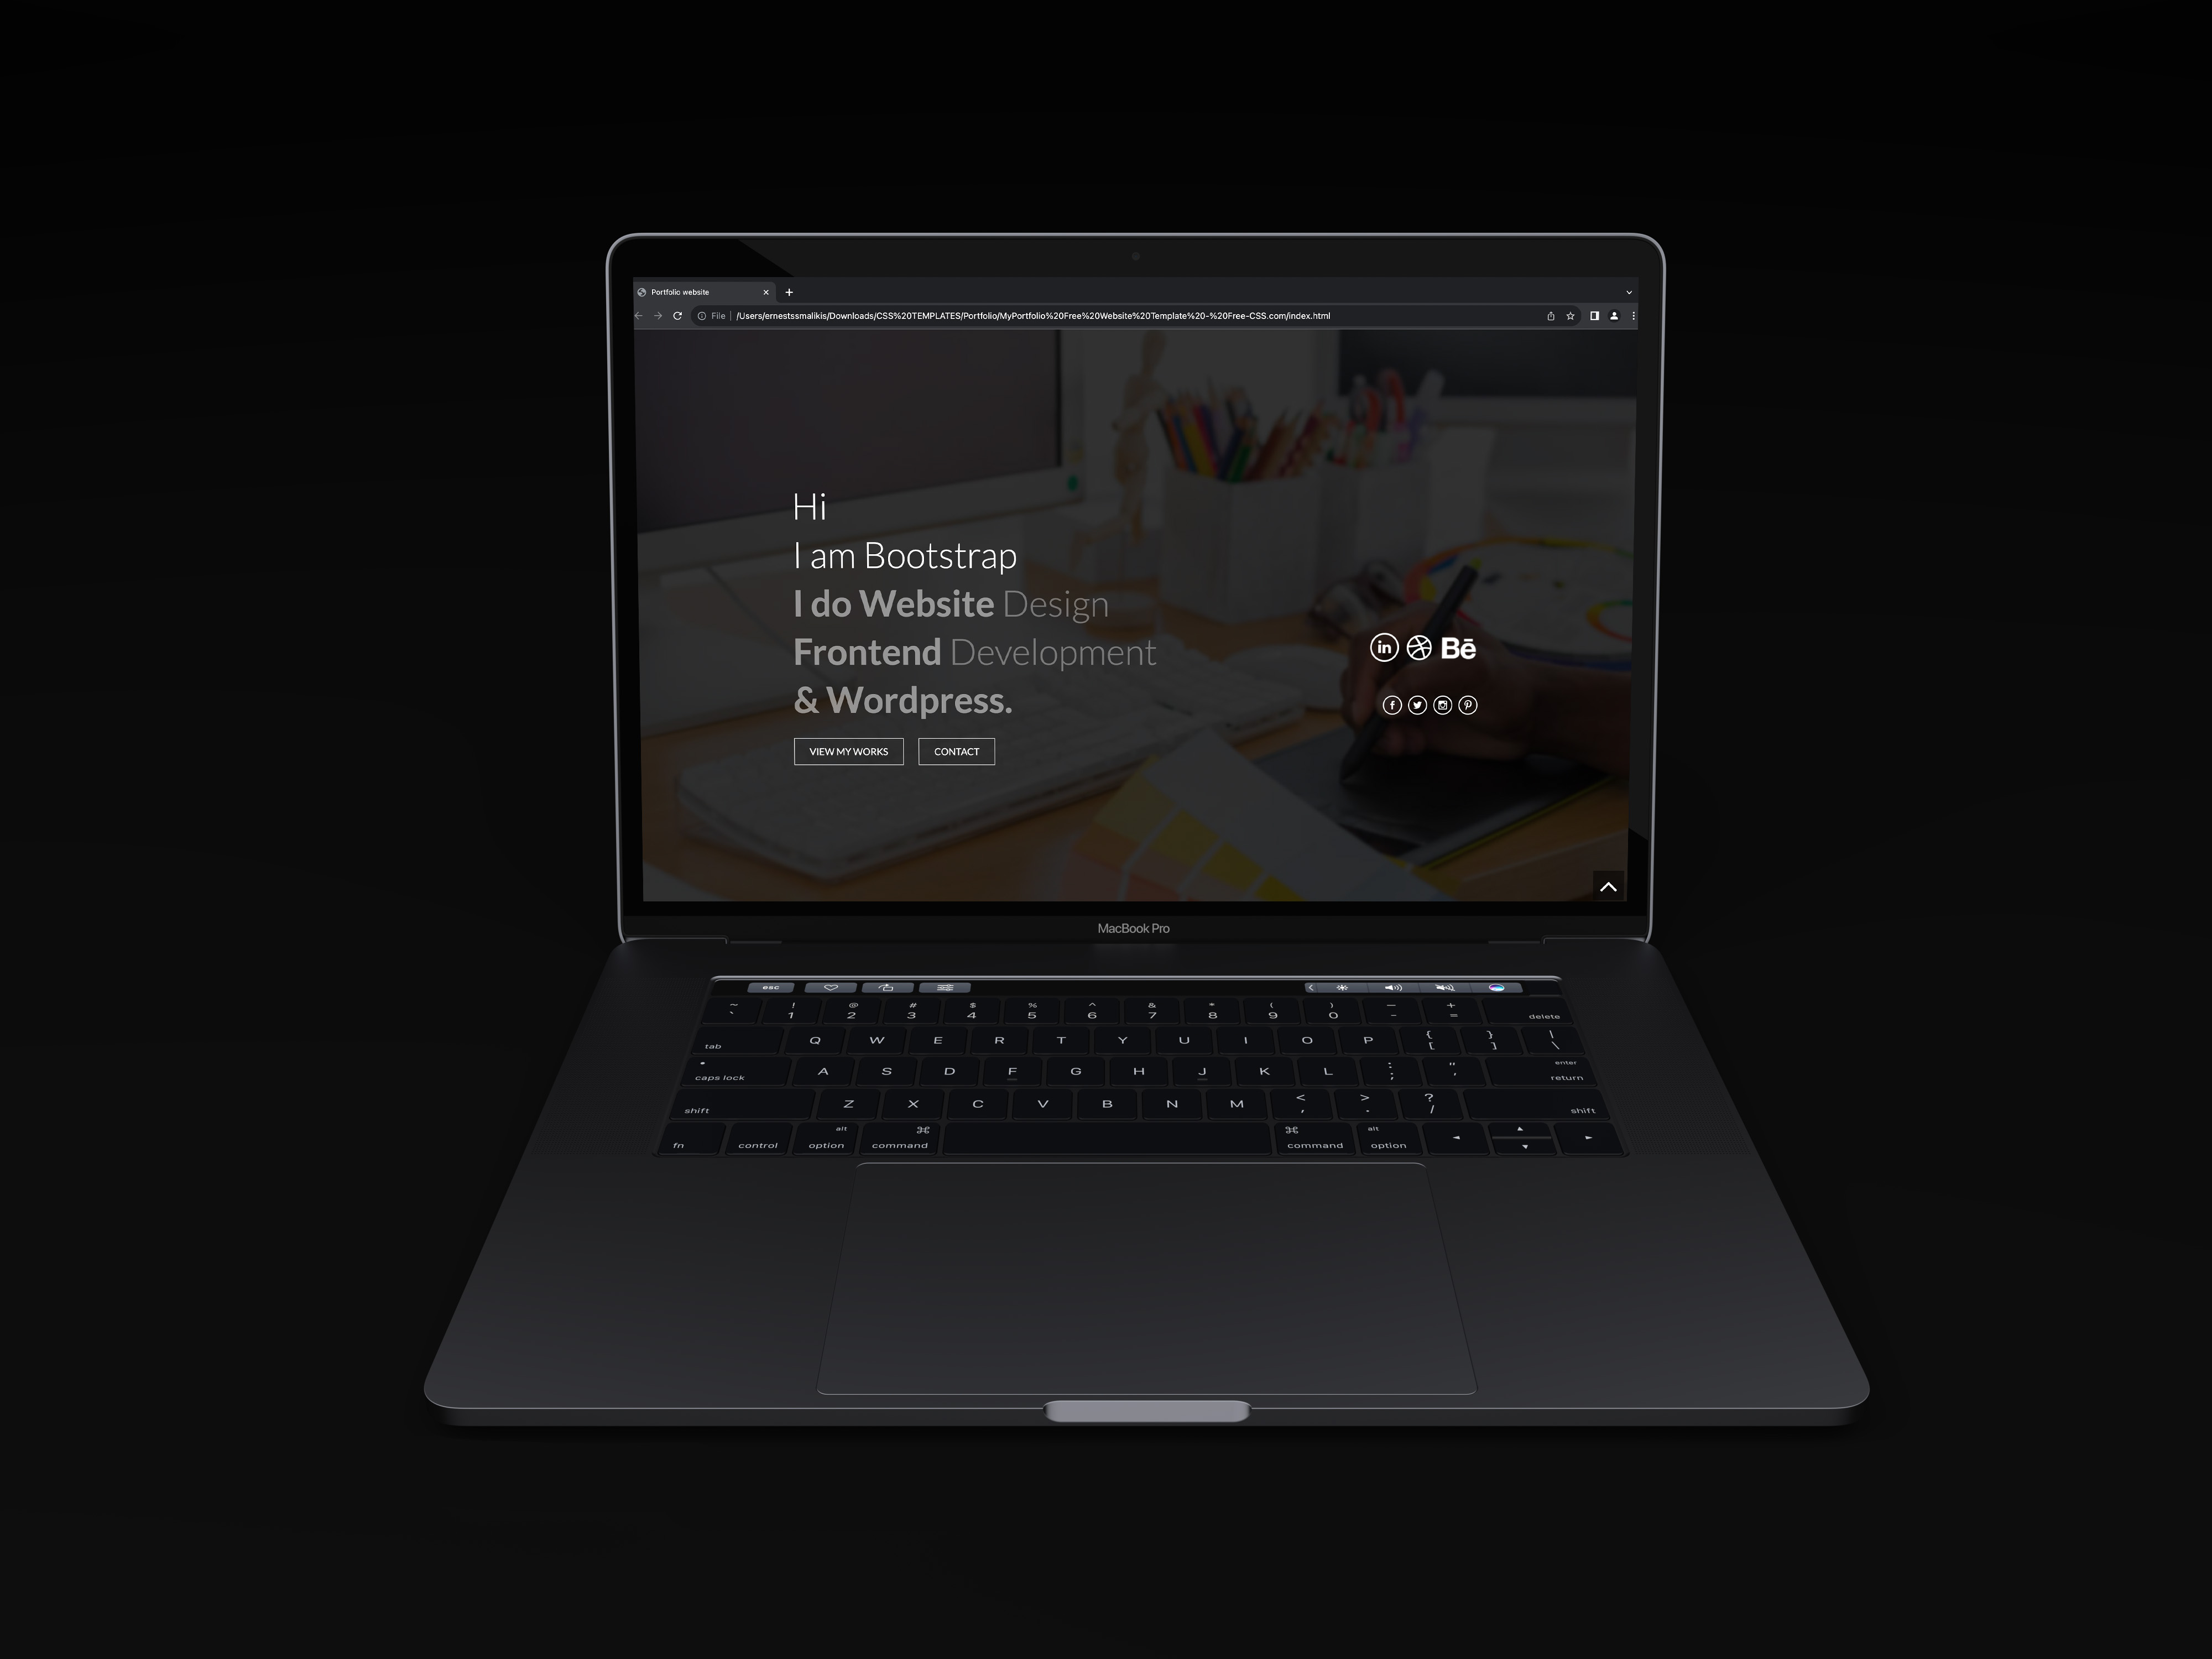 Portfolio website
File | /Users/ernestssmalikis/Downloads/CSS%20TEMPLATES/Portfolio/MyPortfolio%20Free%20Website%20Template%20-%20Free-CSS.com/index.html
Hi
I am Bootstrap
I do Website Design
Frontend Development
& Wordpress.
in Bē
VIEW MY WORKS CONTACT
MacBook Pro
esc
~ ! @ # $ % ^ & * ( ) — +
` 1 2 3 4 5 6 7 8 9 0 - = delete
tab Q W E R T Y U I O P { [ } ] | \
caps lock A S D F G H J K L : ; " ' enter return
shift Z X C V B N M < , > . ? / shift
fn control alt option ⌘ command ⌘ command alt option